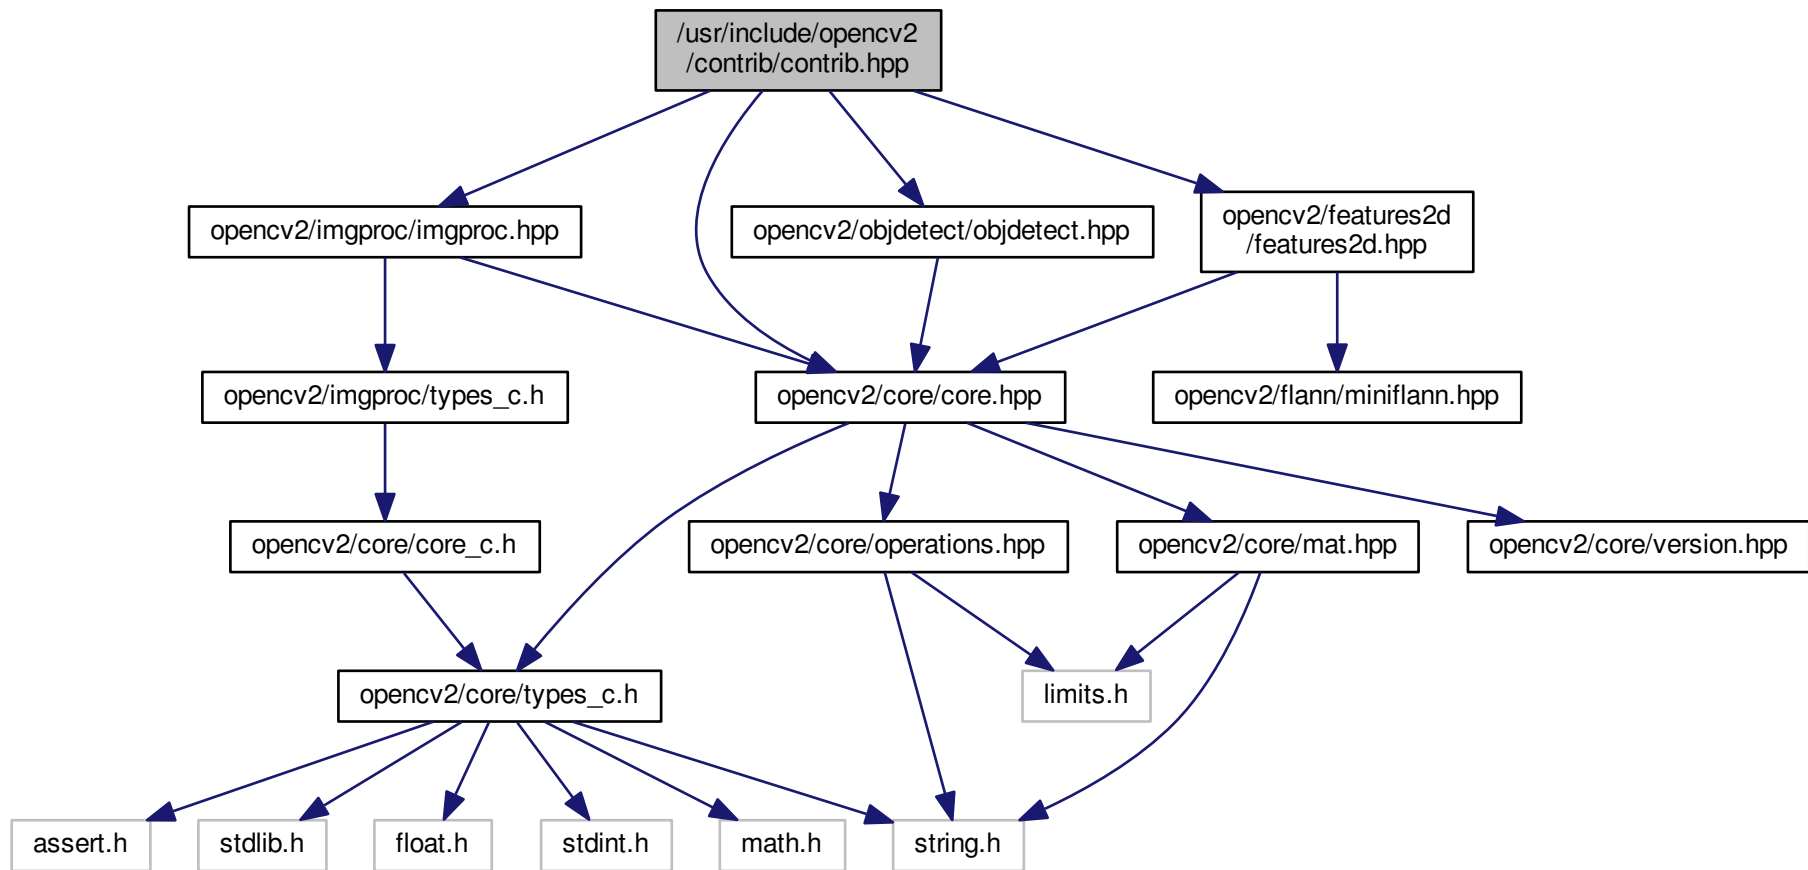 /usr/include/opencv2
/contrib/contrib.hpp
opencv2/imgproc/imgproc.hpp
opencv2/objdetect/objdetect.hpp
opencv2/features2d
/features2d.hpp
opencv2/imgproc/types_c.h
opencv2/core/core.hpp
opencv2/flann/miniflann.hpp
opencv2/core/core_c.h
opencv2/core/operations.hpp
opencv2/core/mat.hpp
opencv2/core/version.hpp
opencv2/core/types_c.h
limits.h
assert.h
stdlib.h
float.h
stdint.h
math.h
string.h